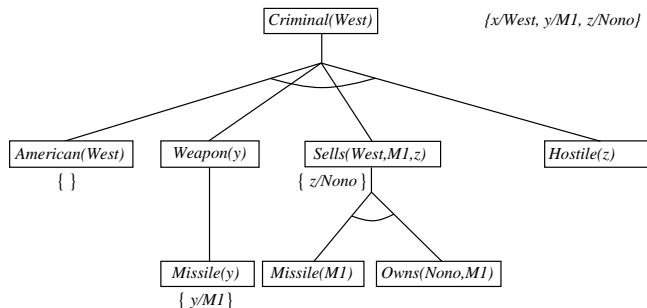 Criminal(West) {x/West, y/M1, z/Nono}
American(West) Weapon(y) Sells(West,M1,z) Hostile(z)
{ } { z/Nono }
Missile(y) Missile(M1) Owns(Nono,M1)
{ y/M1 }